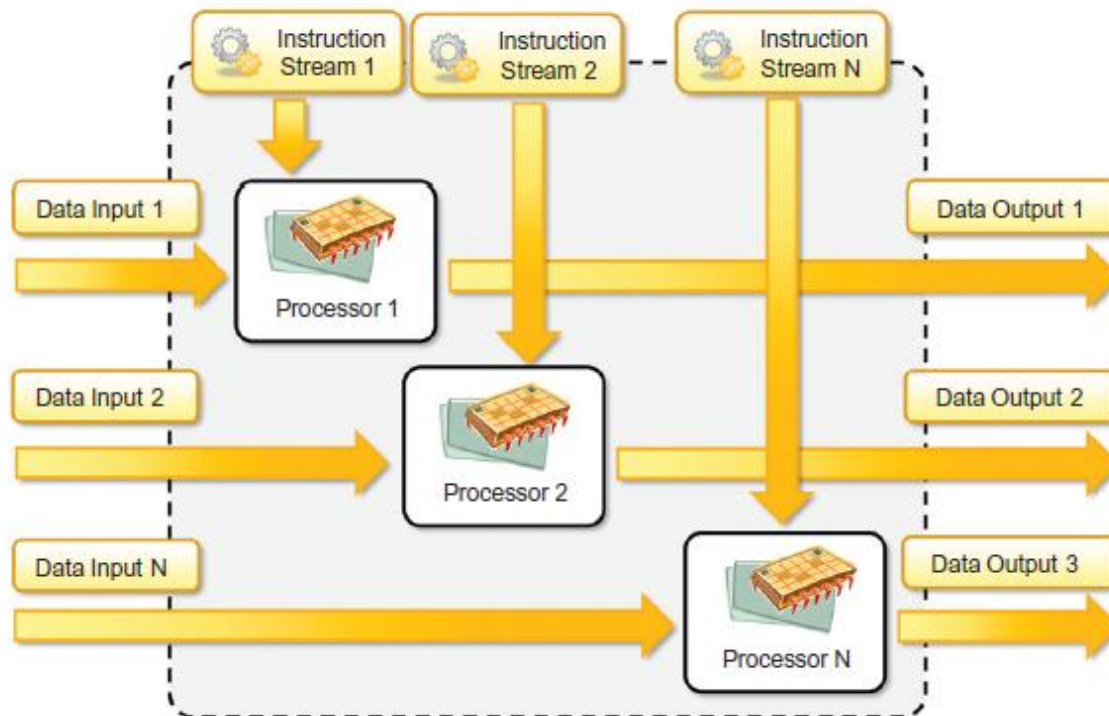 Instruction
Stream 1
Instruction
Stream 2
Instruction
Stream N
Data Input 1
Data Output 1
Processor 1
Data Input 2
Data Output 2
Processor 2
Data Input N
Data Output 3
Processor N